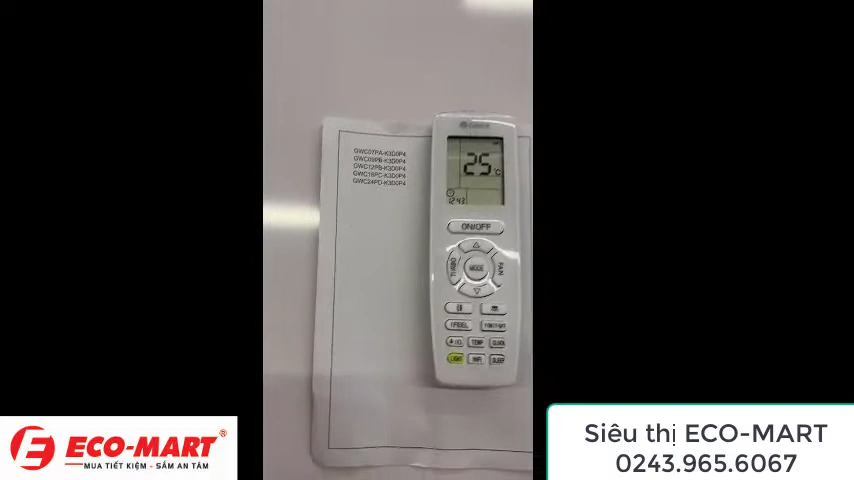 GWC07PA-K3D0P4
GWC09PB-K3D0P4
GWC12PB-K3D0P4
GWC18PC-K3D0P4
GWC24PD-K3D0P4
25 °C
12:43
ON/OFF
TURBO
MODE
FAN
I FEEL
TEMP
CLOCK
LIGHT
WiFi
SLEEP
ECO-MART®
MUA TIẾT KIỆM - SẮM AN TÂM
Siêu thị ECO-MART
0243.965.6067